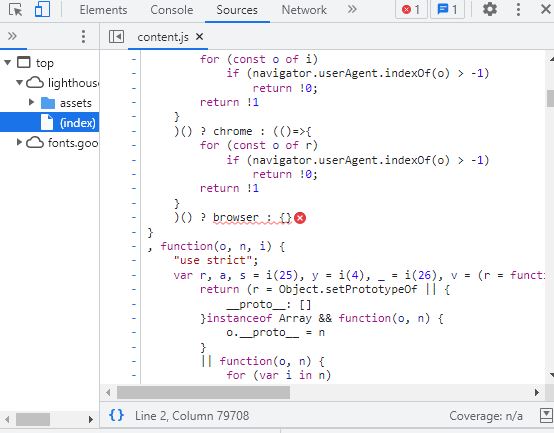 Elements Console Sources Network » 1 1
» content.js ×
top
lighthouse
assets
(index)
fonts.goo
- for (const o of i)
- if (navigator.userAgent.indexOf(o) > -1)
- return !0;
- return !1
- }
- )() ? chrome : (()=>{
- for (const o of r)
- if (navigator.userAgent.indexOf(o) > -1)
- return !0;
- return !1
- }
- )() ? browser : {}
- }
- , function(o, n, i) {
- "use strict";
- var r, a, s = i(25), y = i(4), _ = i(26), v = (r = functi
- return (r = Object.setPrototypeOf || {
- __proto__: []
- }instanceof Array && function(o, n) {
- o.__proto__ = n
- }
- || function(o, n) {
- for (var i in n)
{} Line 2, Column 79708 Coverage: n/a